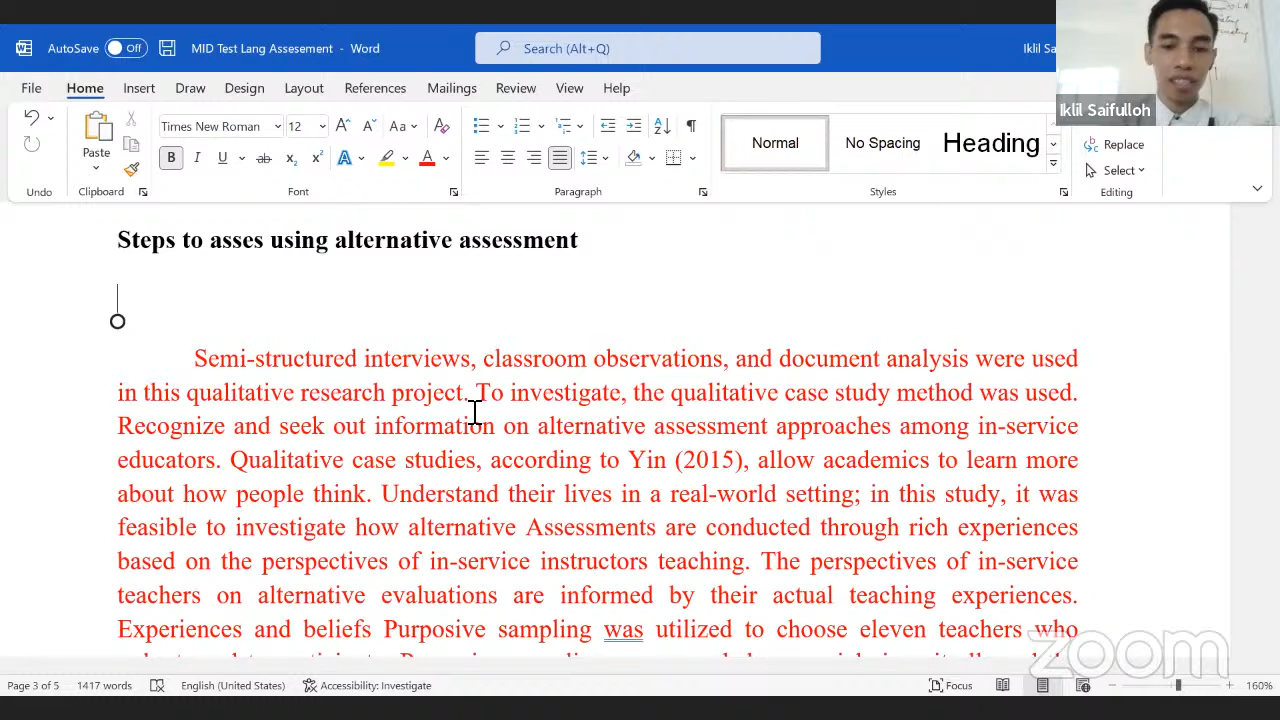 AutoSave Off MID Test Lang Assesement - Word Search (Alt+Q) Iklil Sa
Iklil Saifulloh
File Home Insert Draw Design Layout References Mailings Review View Help
Times New Roman 12 Aa
Paste
Normal No Spacing Heading
Replace
Select
Undo Clipboard Font Paragraph Styles Editing
Steps to asses using alternative assessment
Semi-structured interviews, classroom observations, and document analysis were used
in this qualitative research project. To investigate, the qualitative case study method was used.
Recognize and seek out information on alternative assessment approaches among in-service
educators. Qualitative case studies, according to Yin (2015), allow academics to learn more
about how people think. Understand their lives in a real-world setting; in this study, it was
feasible to investigate how alternative Assessments are conducted through rich experiences
based on the perspectives of in-service instructors teaching. The perspectives of in-service
teachers on alternative evaluations are informed by their actual teaching experiences.
Experiences and beliefs Purposive sampling was utilized to choose eleven teachers who
zoom
Page 3 of 5 1417 words English (United States) Accessibility: Investigate Focus 160%